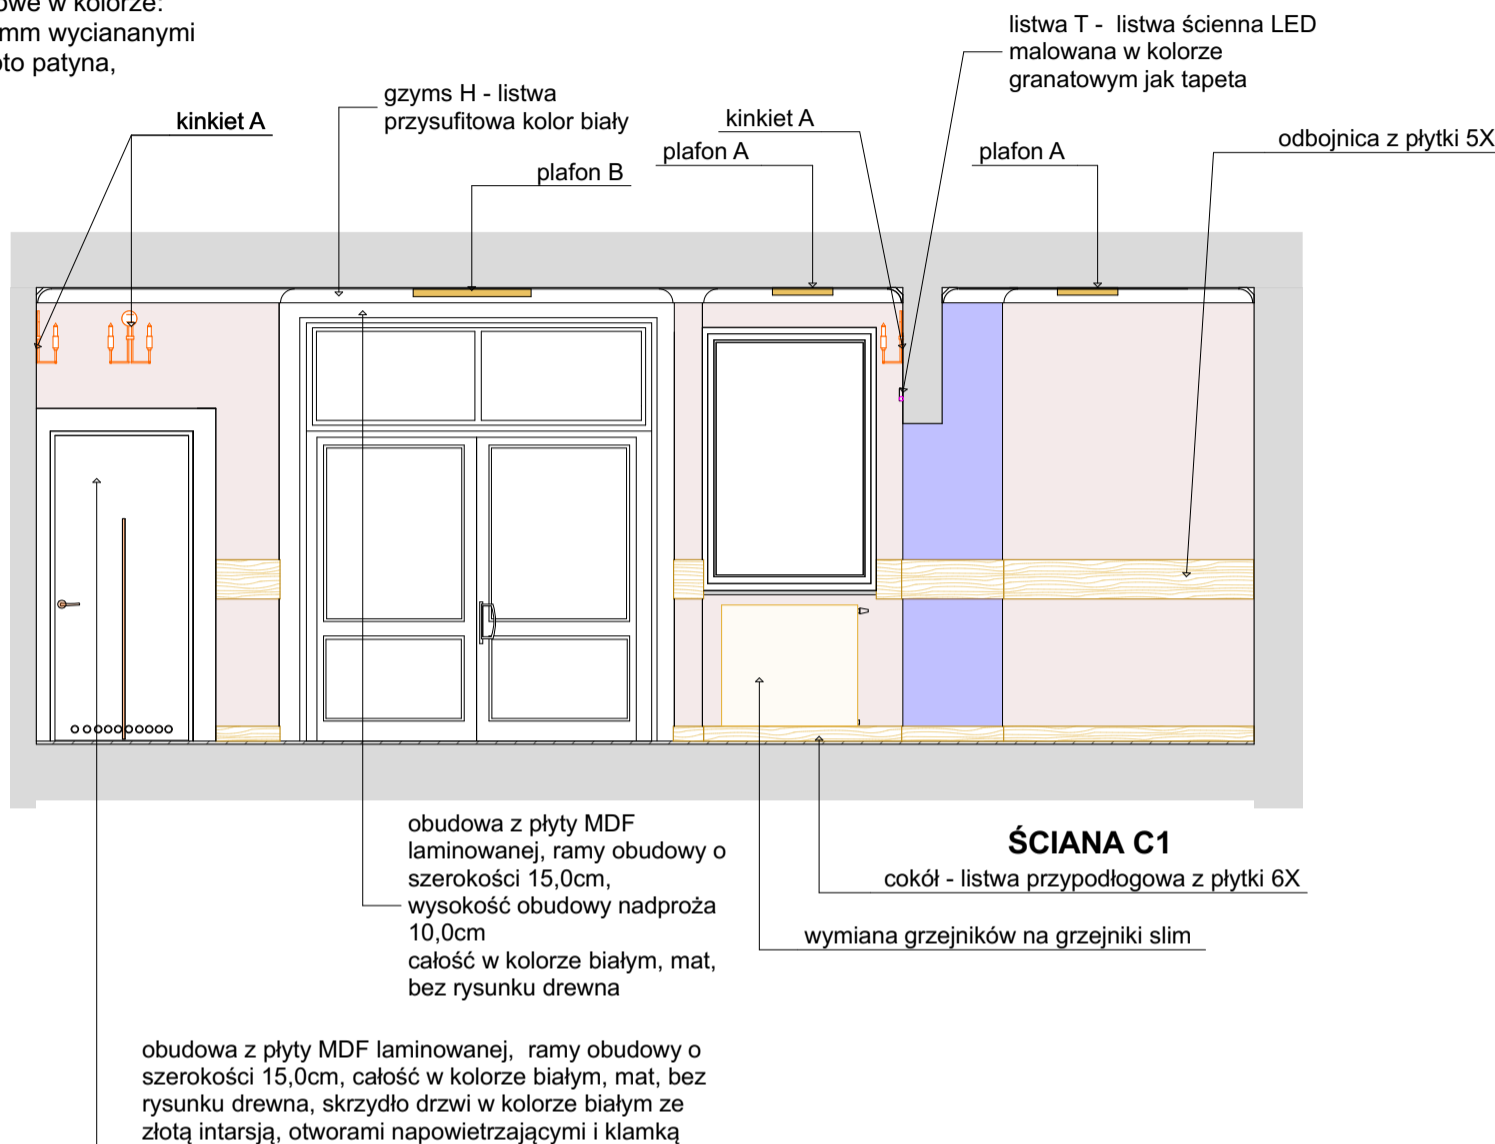 owe w kolorze:
mm wyciananymi
oto patyna,
listwa T - listwa ścienna LED
malowana w kolorze
granatowym jak tapeta
gzyms H - listwa
przysufitowa kolor biały
kinkiet A
kinkiet A
plafon A
plafon A
plafon B
odbojnica z płytki 5X
obudowa z płyty MDF
laminowanej, ramy obudowy o
szerokości 15,0cm,
wysokość obudowy nadproża
10,0cm
całość w kolorze białym, mat,
bez rysunku drewna
ŚCIANA C1
cokół - listwa przypodłogowa z płytki 6X
wymiana grzejników na grzejniki slim
obudowa z płyty MDF laminowanej, ramy obudowy o
szerokości 15,0cm, całość w kolorze białym, mat, bez
rysunku drewna, skrzydło drzwi w kolorze białym ze
złotą intarsją, otworami napowietrzającymi i klamką